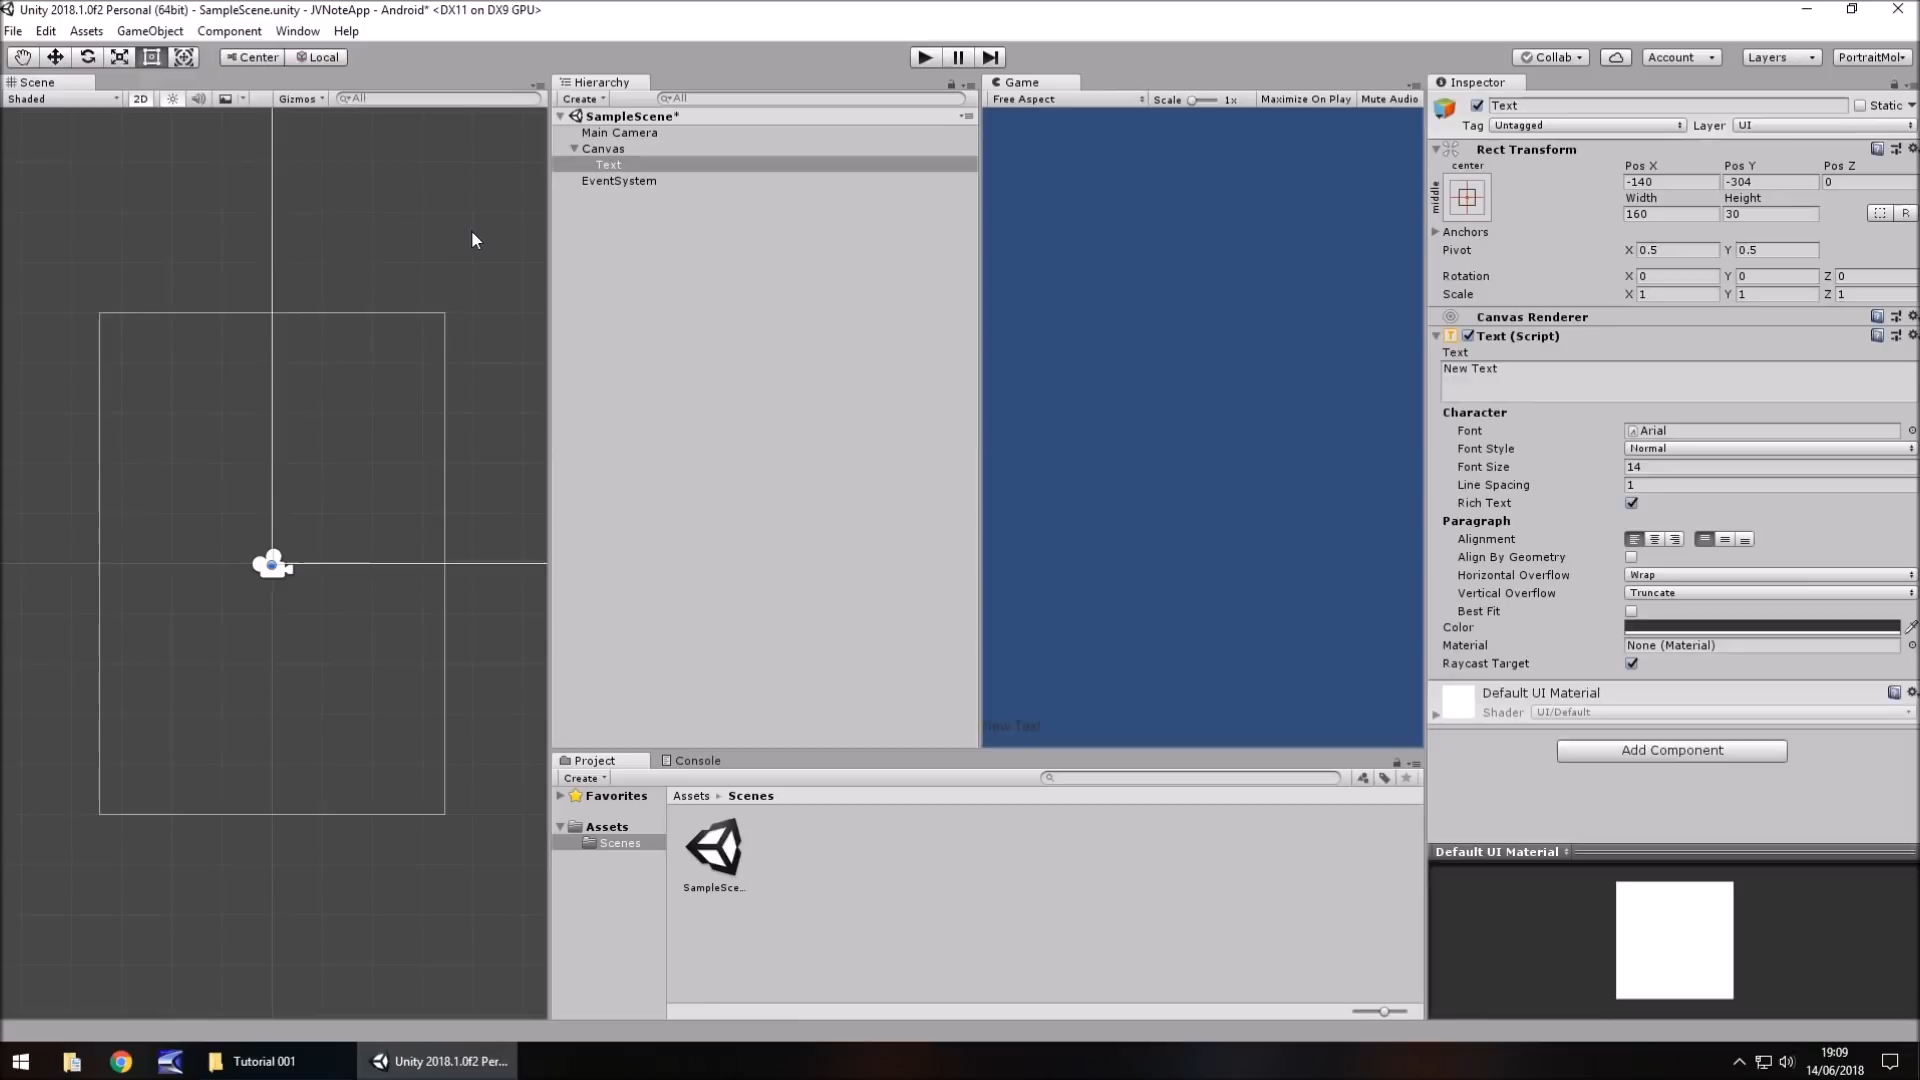 Unity 2018.1.0f2 Personal (64bit) - SampleScene.unity - JVNoteApp - Android* <DX11 on DX9 GPU>
File Edit Assets GameObject Component Window Help
Center Local Collab Account Layers PortraitMol
Scene
Shaded 2D Gizmos All
Hierarchy
Create All
SampleScene*
Main Camera
Canvas
Text
EventSystem
Game
Free Aspect Scale 1x Maximize On Play Mute Audio
New Text
Inspector
Text Static
Tag Untagged Layer UI
Rect Transform
center
middle
Pos X Pos Y Pos Z
-140 -304 0
Width Height
160 30 R
Anchors
Pivot X 0.5 Y 0.5
Rotation X 0 Y 0 Z 0
Scale X 1 Y 1 Z 1
Canvas Renderer
Text (Script)
Text
New Text
Character
Font Arial
Font Style Normal
Font Size 14
Line Spacing 1
Rich Text
Paragraph
Alignment
Align By Geometry
Horizontal Overflow Wrap
Vertical Overflow Truncate
Best Fit
Color
Material None (Material)
Raycast Target
Default UI Material
Shader UI/Default
Add Component
Default UI Material
Project Console
Create
Favorites
Assets
Scenes
Assets Scenes
SampleSce...
Tutorial 001
Unity 2018.1.0f2 Per...
19:09
14/06/2018